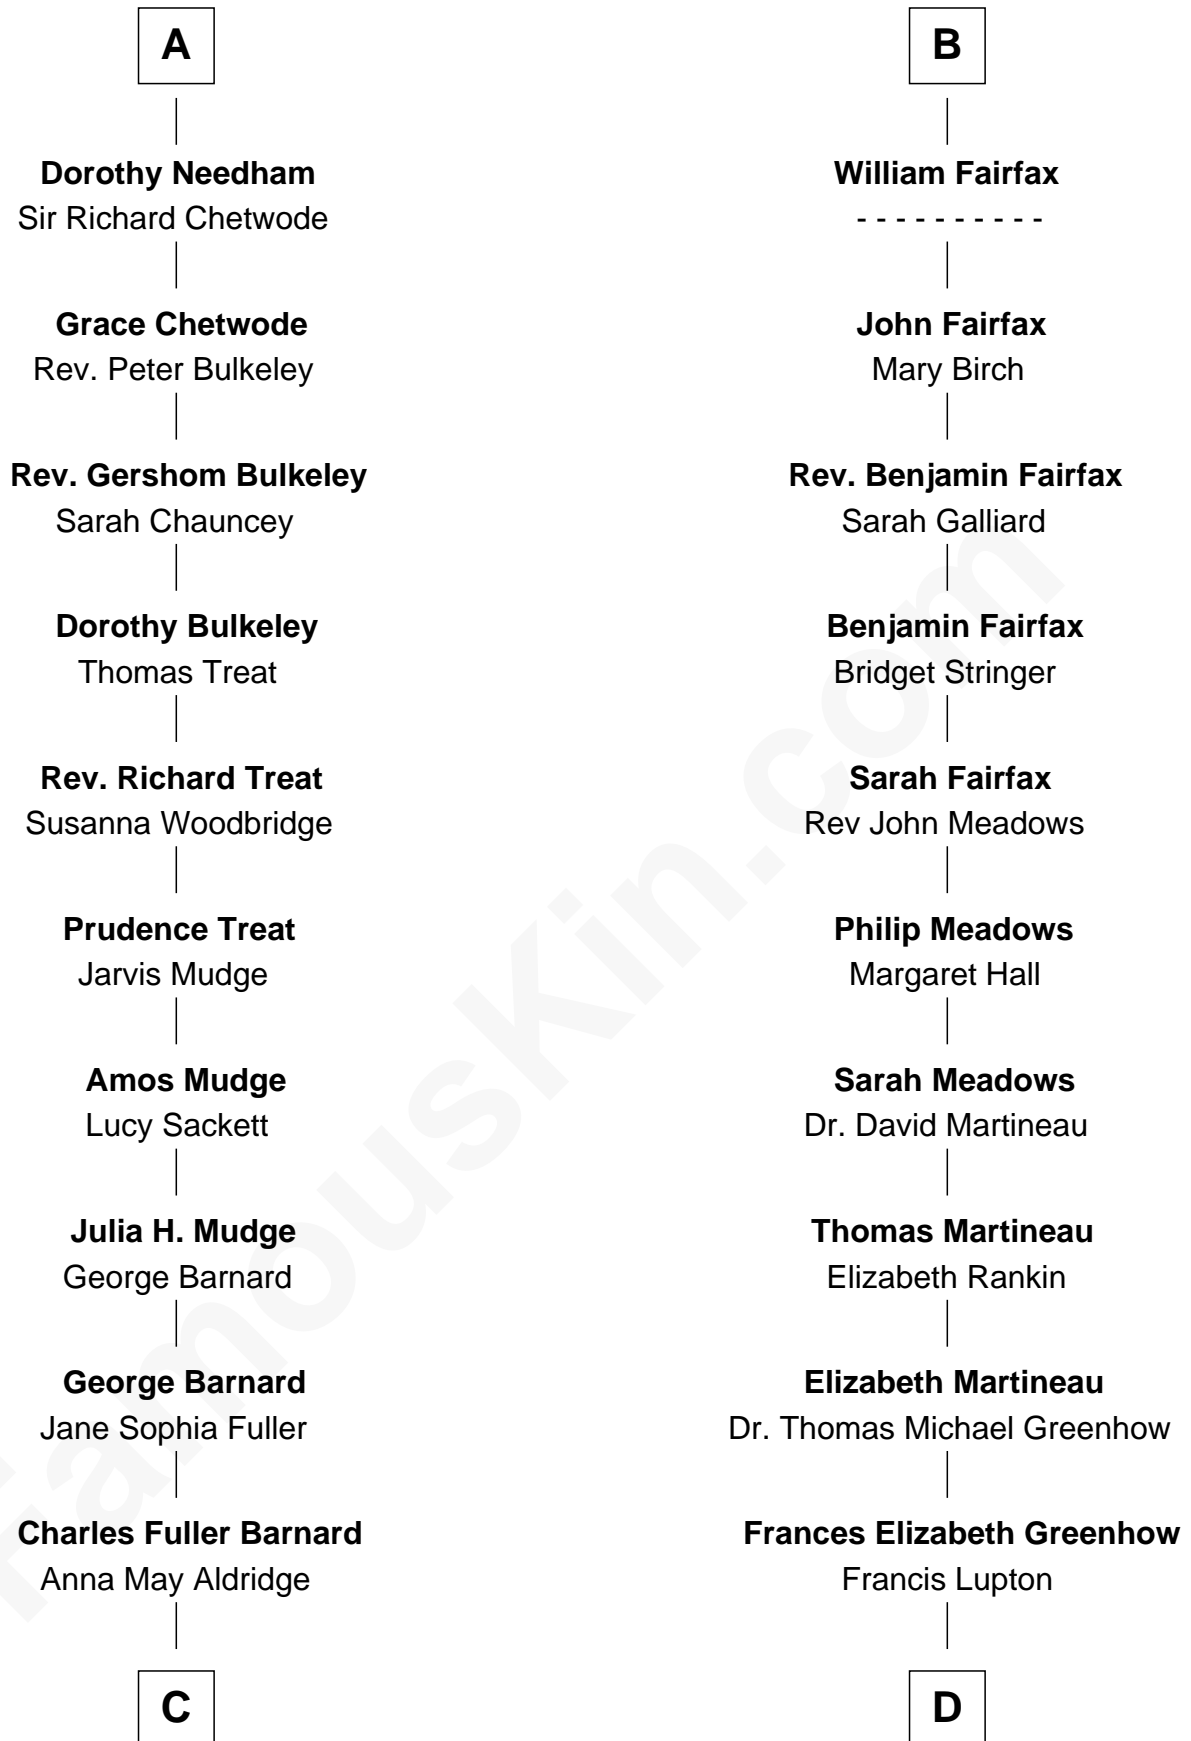 A
Dorothy Needham
Sir Richard Chetwode
Grace Chetwode
Rev. Peter Bulkeley
Rev. Gershom Bulkeley
Sarah Chauncey
Dorothy Bulkeley
Thomas Treat
Rev. Richard Treat
Susanna Woodbridge
Prudence Treat
Jarvis Mudge
Amos Mudge
Lucy Sackett
Julia H. Mudge
George Barnard
George Barnard
Jane Sophia Fuller
Charles Fuller Barnard
Anna May Aldridge
C
B
William Fairfax
- - - - - - - - - -
John Fairfax
Mary Birch
Rev. Benjamin Fairfax
Sarah Galliard
Benjamin Fairfax
Bridget Stringer
Sarah Fairfax
Rev John Meadows
Philip Meadows
Margaret Hall
Sarah Meadows
Dr. David Martineau
Thomas Martineau
Elizabeth Rankin
Elizabeth Martineau
Dr. Thomas Michael Greenhow
Frances Elizabeth Greenhow
Francis Lupton
D
FamousKin.com